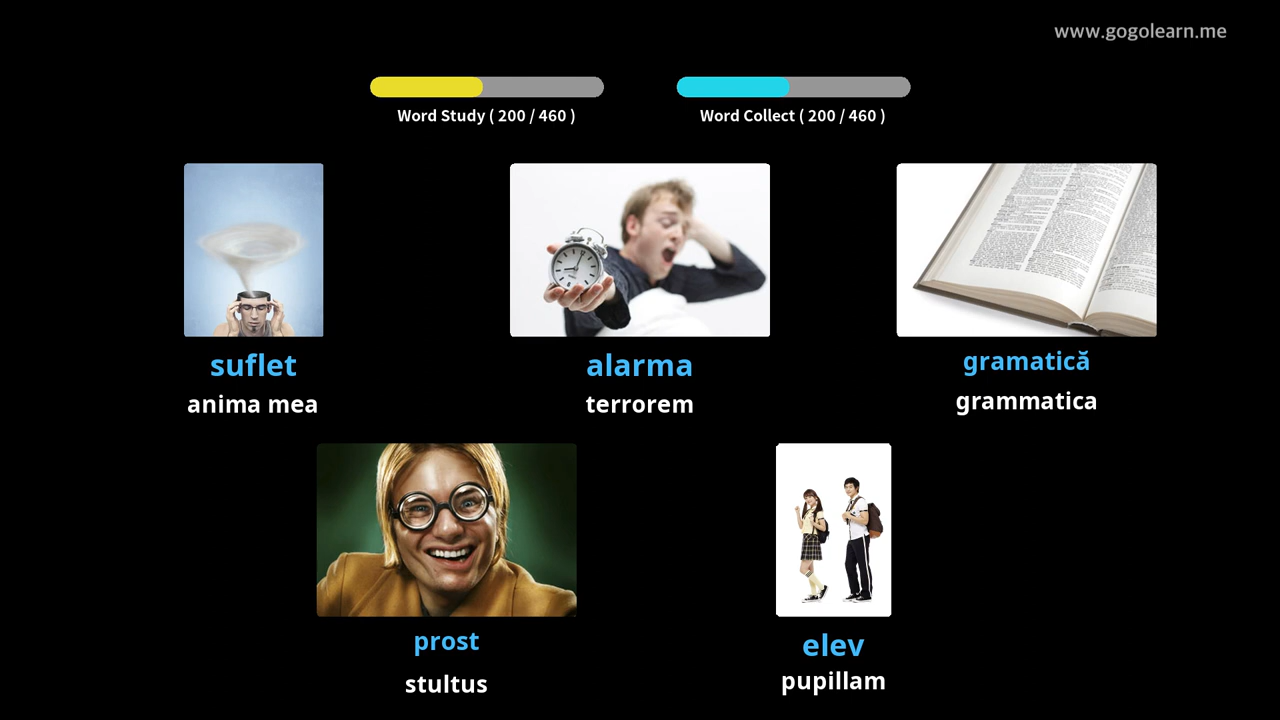 www.gogolearn.me
Word Study ( 200 / 460 )
Word Collect ( 200 / 460 )
suflet
alarma
gramatică
anima mea
terrorem
grammatica
prost
elev
stultus
pupillam